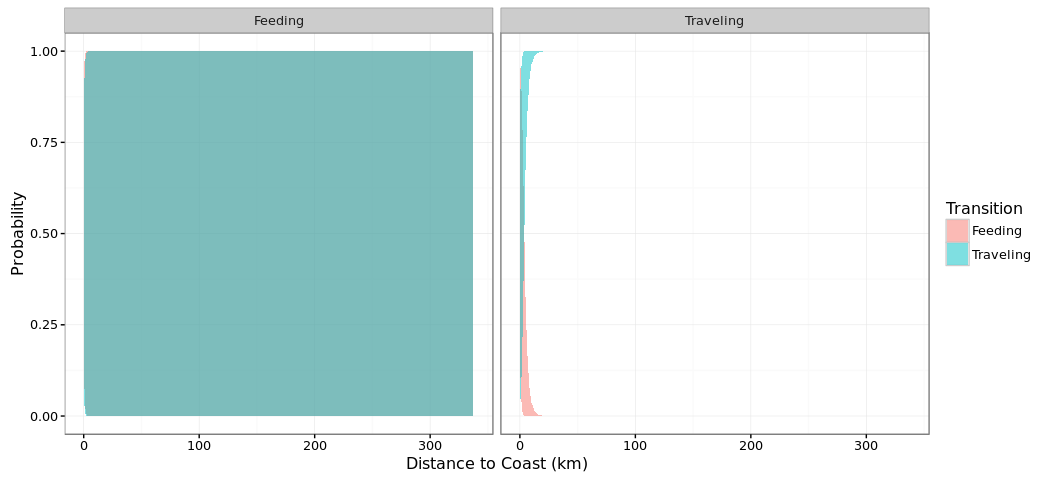 Feeding Traveling
1.00
0.75
0.50
0.25
0.00
Probability
0 100 200 300 0 100 200 300
Distance to Coast (km)
Transition
Feeding
Traveling